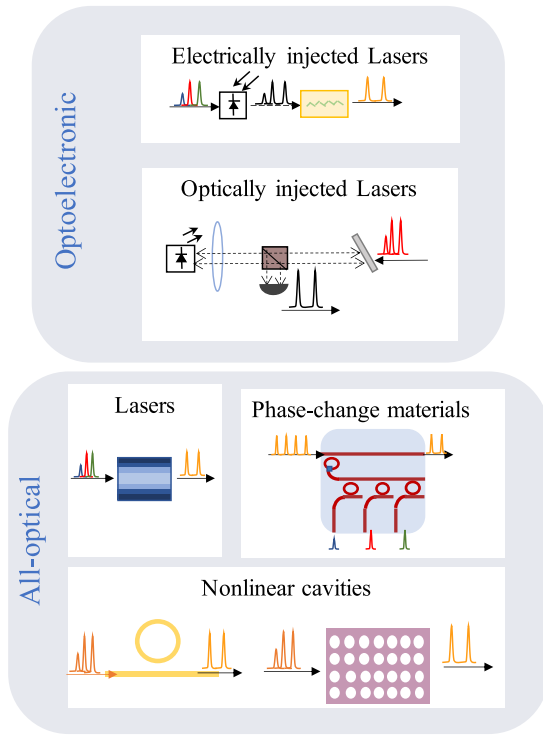 Optoelectronic
Electrically injected Lasers
Optically injected Lasers
All-optical
Lasers
Phase-change materials
Nonlinear cavities